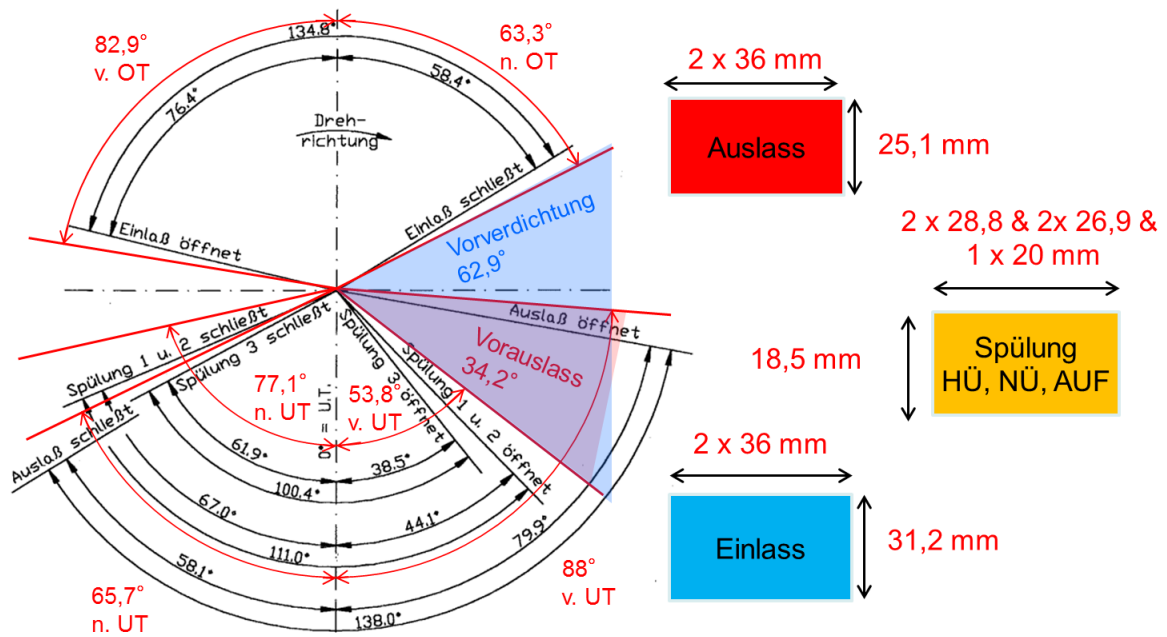 82,9°
v. OT
134.8°
63,3°
n. OT
76.4°
58.4°
Dreh-
richtung
Einlaß öffnet
Einlaß schließt
Vorverdichtung
62,9°
Auslaß öffnet
Vorauslass
34,2°
Spülung 1 u. 2 schließt
Spülung 3 schließt
Auslaß schließt
Spülung 3 öffnet
Spülung 1 u. 2 öffnet
77,1°
n. UT
53,8°
v. UT
0° = U.T.
61.9°
38.5°
100.4°
67.0°
44.1°
111.0°
79.9°
58.1°
138.0°
65,7°
n. UT
88°
v. UT
2 x 36 mm
Auslass
25,1 mm
2 x 28,8 & 2x 26,9 &
1 x 20 mm
18,5 mm
Spülung
HÜ, NÜ, AUF
2 x 36 mm
Einlass
31,2 mm